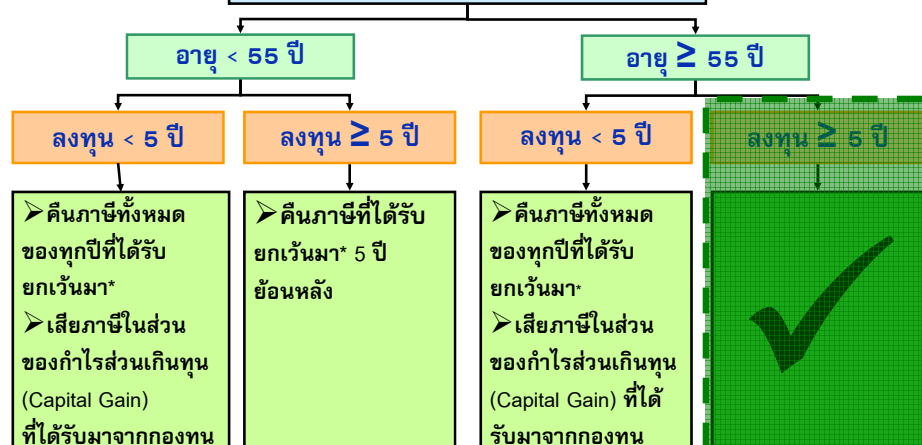 อายุ < 55 ปี
อายุ ≥ 55 ปี
ลงทุน < 5 ปี
ลงทุน ≥ 5 ปี
ลงทุน < 5 ปี
ลงทุน ≥ 5 ปี
➢คืนภาษีทั้งหมด
ของทุกปีที่ได้รับ
ยกเว้นมา*
➢เสียภาษีในส่วน
ของกำไรส่วนเกินทุน
(Capital Gain)
ที่ได้รับมาจากกองทุน
➢คืนภาษีที่ได้รับ
ยกเว้นมา* 5 ปี
ย้อนหลัง
➢คืนภาษีทั้งหมด
ของทุกปีที่ได้รับ
ยกเว้นมา*
➢เสียภาษีในส่วน
ของกำไรส่วนเกินทุน
(Capital Gain) ที่ได้
รับมาจากกองทุน